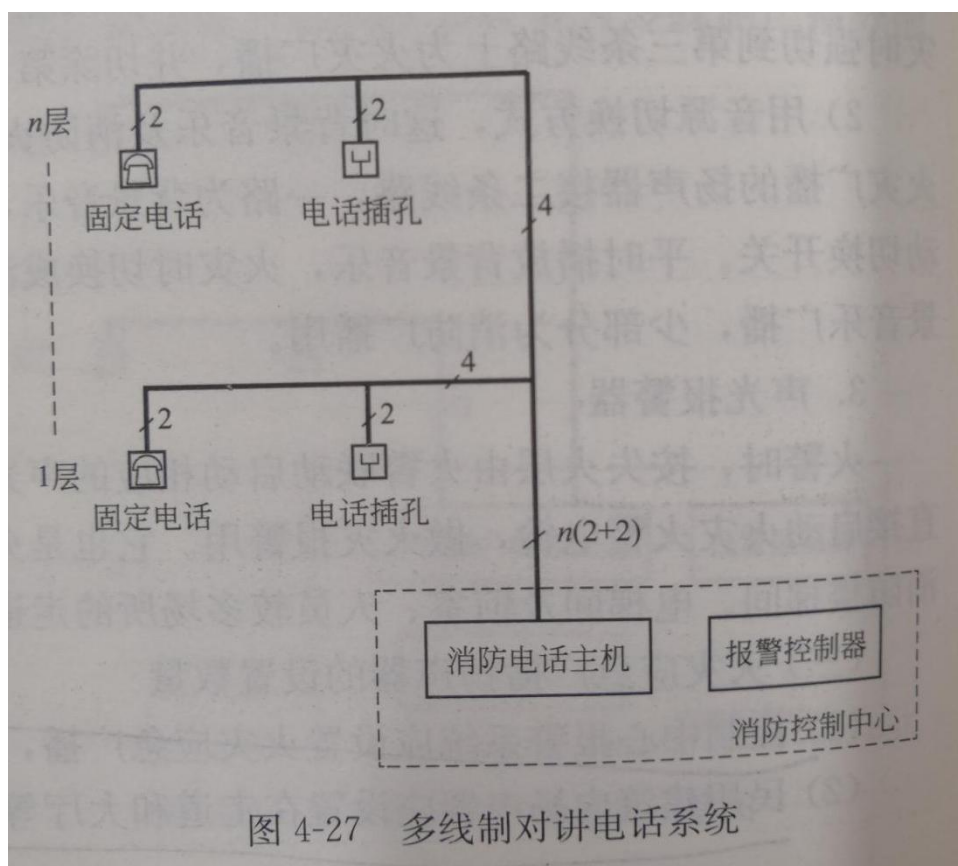 n层
2
2
固定电话
电话插孔
4
4
2
2
1层
固定电话
电话插孔
n(2+2)
消防电话主机
报警控制器
消防控制中心
图 4-27 多线制对讲电话系统